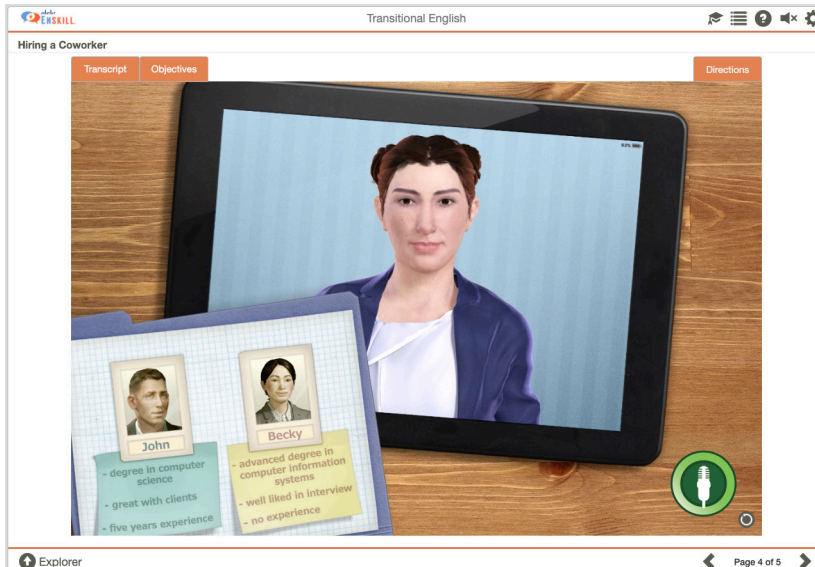 alelo
ENSKILL
Transitional English
Hiring a Coworker
Transcript
Objectives
Directions
John
- degree in computer
science
- great with clients
- five years experience
Becky
- advanced degree in
computer information
systems
- well liked in interview
- no experience
Explorer
Page 4 of 5